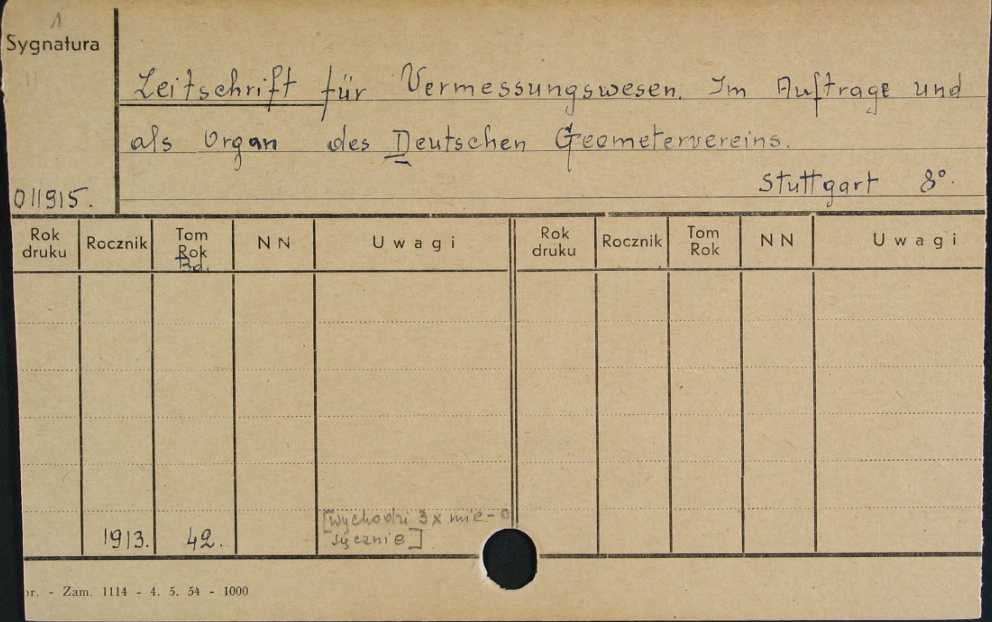 1
Sygnatura
11
Zeitschrift für Vermessungswesen. Im Auftrage und
als Organ des Deutschen Geometervereins.
Stuttgart 8°.
011915.
Rok druku Rocznik Tom Rok Bd. NN Uwagi Rok druku Rocznik Tom Rok NN Uwagi
[wychodzi 3 x mie-
1913. 42. sięcznie]
r. - Zam. 1114 - 4. 5. 54 - 1000